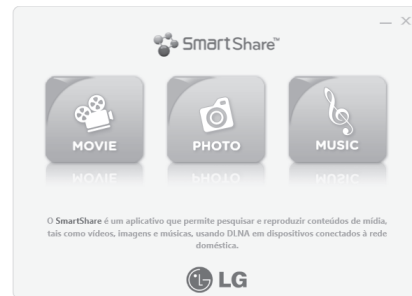 SmartShare™
MOVIE PHOTO MUSIC
O SmartShare é um aplicativo que permite pesquisar e reproduzir conteúdos de mídia,
tais como vídeos, imagens e músicas, usando DLNA em dispositivos conectados à rede
doméstica.
LG